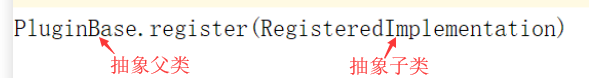 PluginBase.register(RegisteredImplementation)
抽象父类 抽象子类